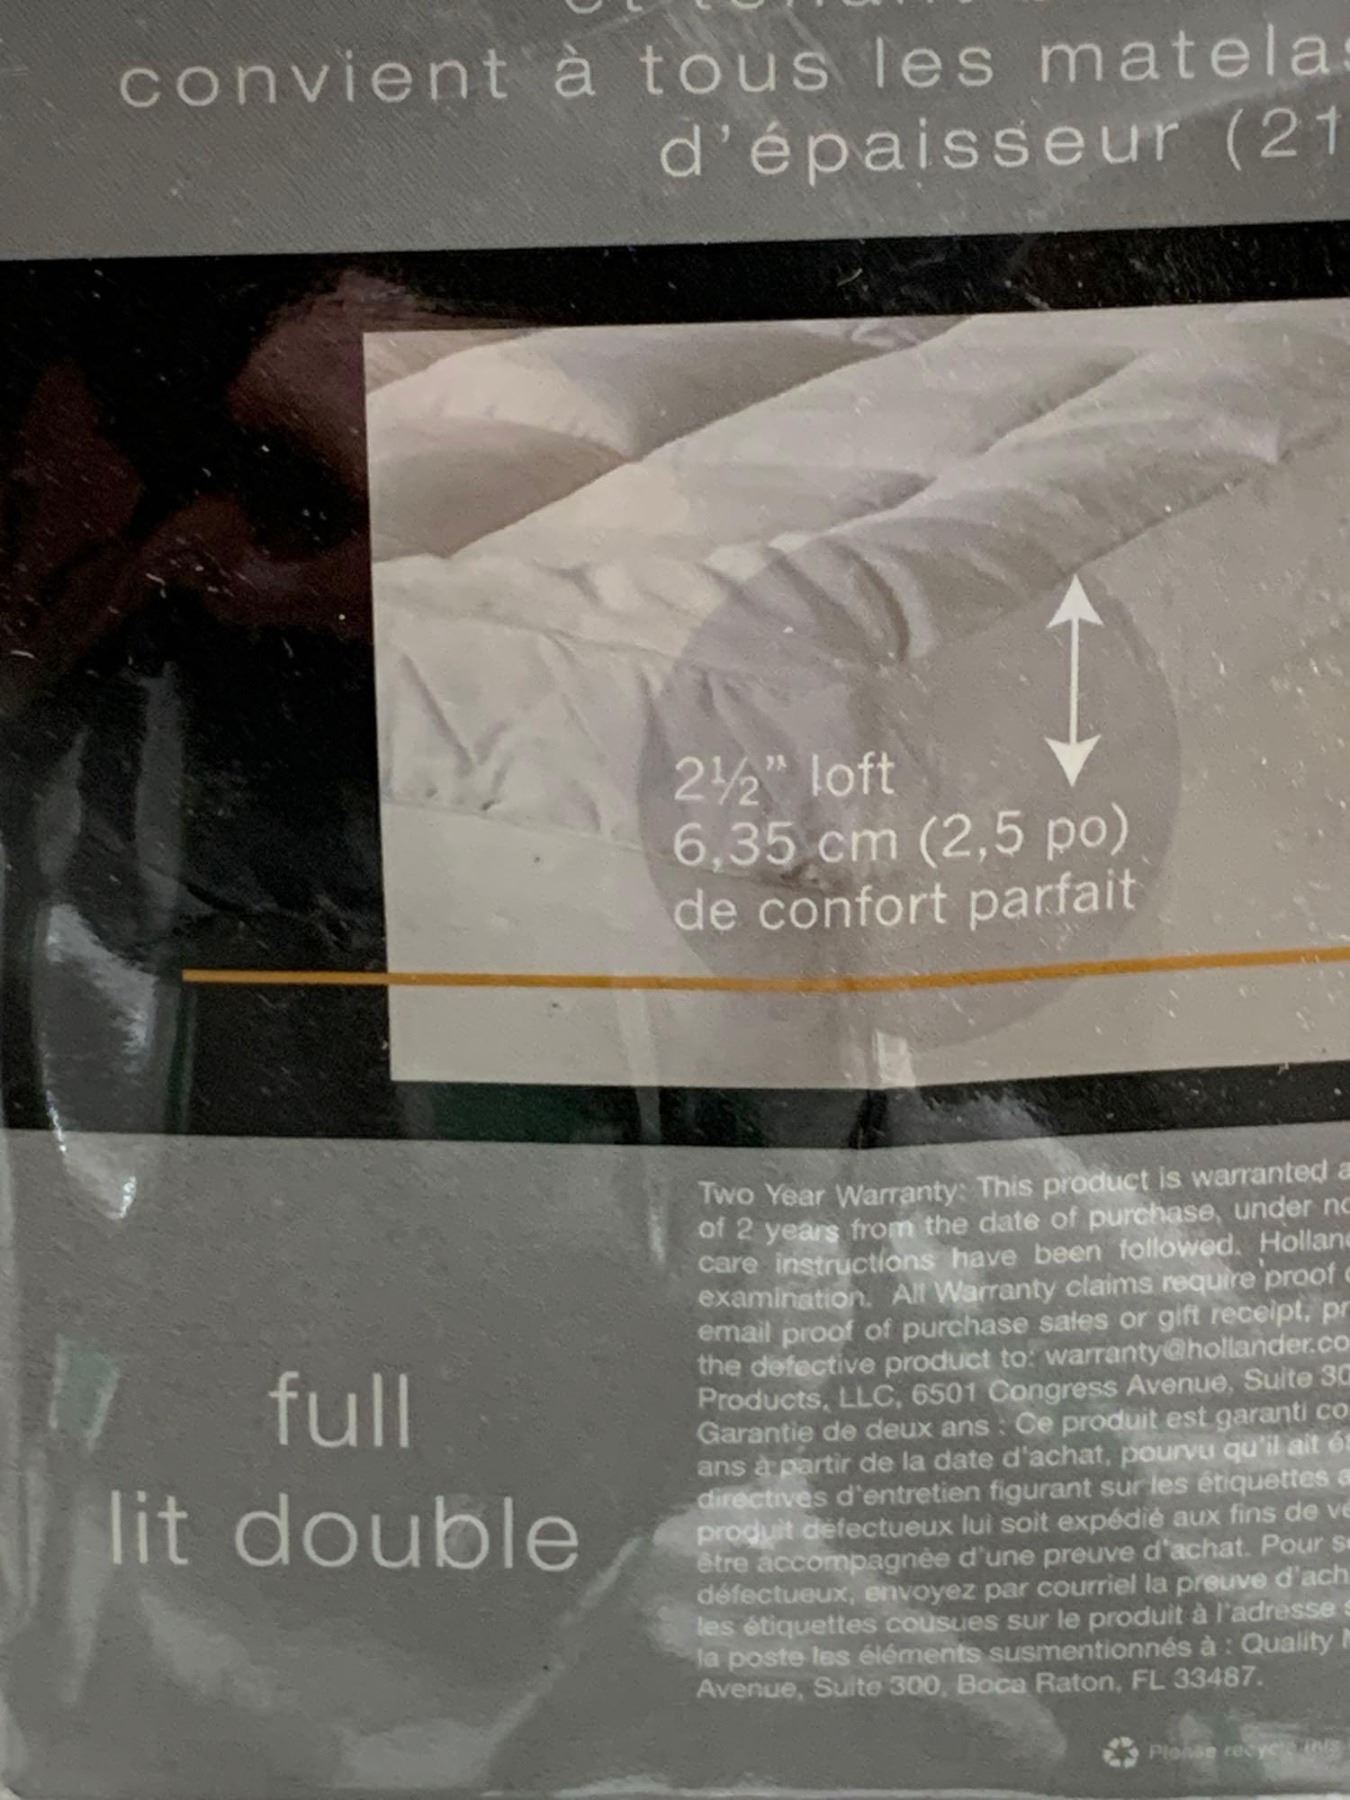 convient à tous les matelas
d'épaisseur (21
2½” loft
6,35 cm (2,5 po)
de confort parfait
full
lit double
Two Year Warranty: This product is warranted a
of 2 years from the date of purchase, under no
care instructions have been followed. Hollan
examination. All Warranty claims require proof
email proof of purchase sales or gift receipt, pr
the defective product to: warranty@hollander.co
Products, LLC, 6501 Congress Avenue, Suite 30
Garantie de deux ans : Ce produit est garanti co
ans à partir de la date d'achat, pourvu qu'il ait ét
directives d'entretien figurant sur les étiquettes a
produit défectueux lui soit expédié aux fins de vé
être accompagnée d'une preuve d'achat. Pour s
défectueux, envoyez par courriel la preuve d'ach
les étiquettes cousues sur le produit à l'adresse s
la poste les éléments susmentionnés à : Quality
Avenue, Suite 300, Boca Raton, FL 33487.
Please recycle this